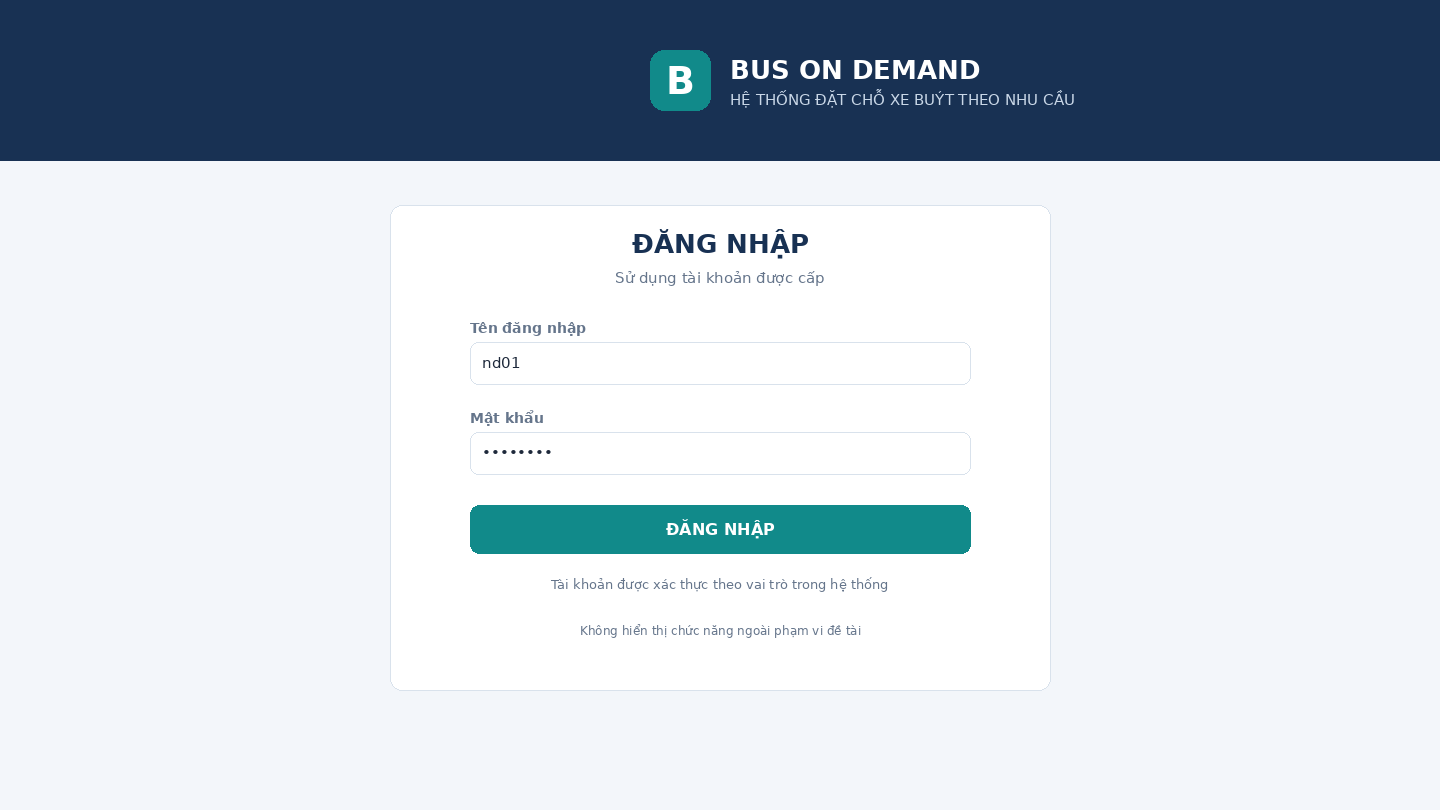 B
BUS ON DEMAND
HỆ THỐNG ĐẶT CHỖ XE BUÝT THEO NHU CẦU
ĐĂNG NHẬP
Sử dụng tài khoản được cấp
Tên đăng nhập
nd01
Mật khẩu
••••••••
ĐĂNG NHẬP
Tài khoản được xác thực theo vai trò trong hệ thống
Không hiển thị chức năng ngoài phạm vi đề tài